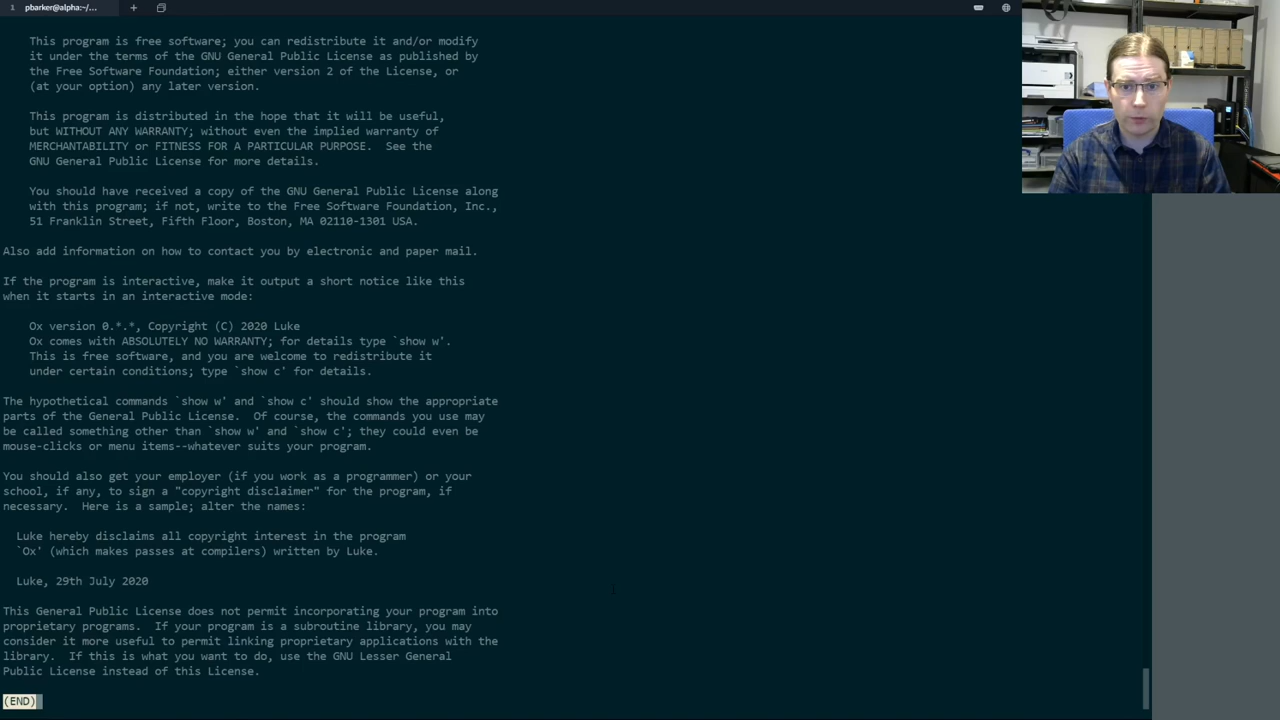 1 pbarker@alpha:~/...
This program is free software; you can redistribute it and/or modify
it under the terms of the GNU General Public License as published by
the Free Software Foundation; either version 2 of the License, or
(at your option) any later version.
This program is distributed in the hope that it will be useful,
but WITHOUT ANY WARRANTY; without even the implied warranty of
MERCHANTABILITY or FITNESS FOR A PARTICULAR PURPOSE.  See the
GNU General Public License for more details.
You should have received a copy of the GNU General Public License along
with this program; if not, write to the Free Software Foundation, Inc.,
51 Franklin Street, Fifth Floor, Boston, MA 02110-1301 USA.
Also add information on how to contact you by electronic and paper mail.
If the program is interactive, make it output a short notice like this
when it starts in an interactive mode:
Ox version 0.*.*, Copyright (C) 2020 Luke
Ox comes with ABSOLUTELY NO WARRANTY; for details type `show w'.
This is free software, and you are welcome to redistribute it
under certain conditions; type `show c' for details.
The hypothetical commands `show w' and `show c' should show the appropriate
parts of the General Public License.  Of course, the commands you use may
be called something other than `show w' and `show c'; they could even be
mouse-clicks or menu items--whatever suits your program.
You should also get your employer (if you work as a programmer) or your
school, if any, to sign a "copyright disclaimer" for the program, if
necessary.  Here is a sample; alter the names:
Luke hereby disclaims all copyright interest in the program
`Ox' (which makes passes at compilers) written by Luke.
Luke, 29th July 2020
This General Public License does not permit incorporating your program into
proprietary programs.  If your program is a subroutine library, you may
consider it more useful to permit linking proprietary applications with the
library.  If this is what you want to do, use the GNU Lesser General
Public License instead of this License.
(END)